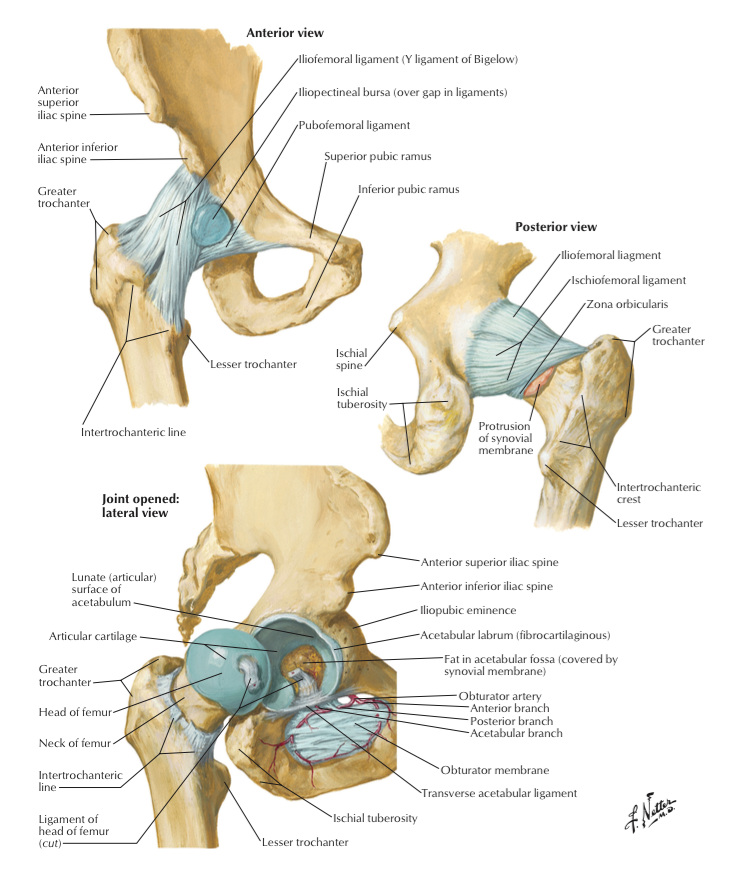 Anterior view
Iliofemoral ligament (Y ligament of Bigelow)
Iliopectineal bursa (over gap in ligaments)
Pubofemoral ligament
Superior pubic ramus
Inferior pubic ramus
Anterior
superior
iliac spine
Anterior inferior
iliac spine
Greater
trochanter
Lesser trochanter
Intertrochanteric line
Posterior view
Iliofemoral liagment
Ischiofemoral ligament
Zona orbicularis
Greater
trochanter
Ischial
spine
Ischial
tuberosity
Protrusion
of synovial
membrane
Intertrochanteric
crest
Lesser trochanter
Joint opened:
lateral view
Lunate (articular)
surface of
acetabulum
Articular cartilage
Greater
trochanter
Head of femur
Neck of femur
Intertrochanteric
line
Ligament of
head of femur
(cut)
Anterior superior iliac spine
Anterior inferior iliac spine
Iliopubic eminence
Acetabular labrum (fibrocartilaginous)
Fat in acetabular fossa (covered by
synovial membrane)
Obturator artery
Anterior branch
Posterior branch
Acetabular branch
Obturator membrane
Transverse acetabular ligament
Ischial tuberosity
Lesser trochanter
F. Netter
M.D.